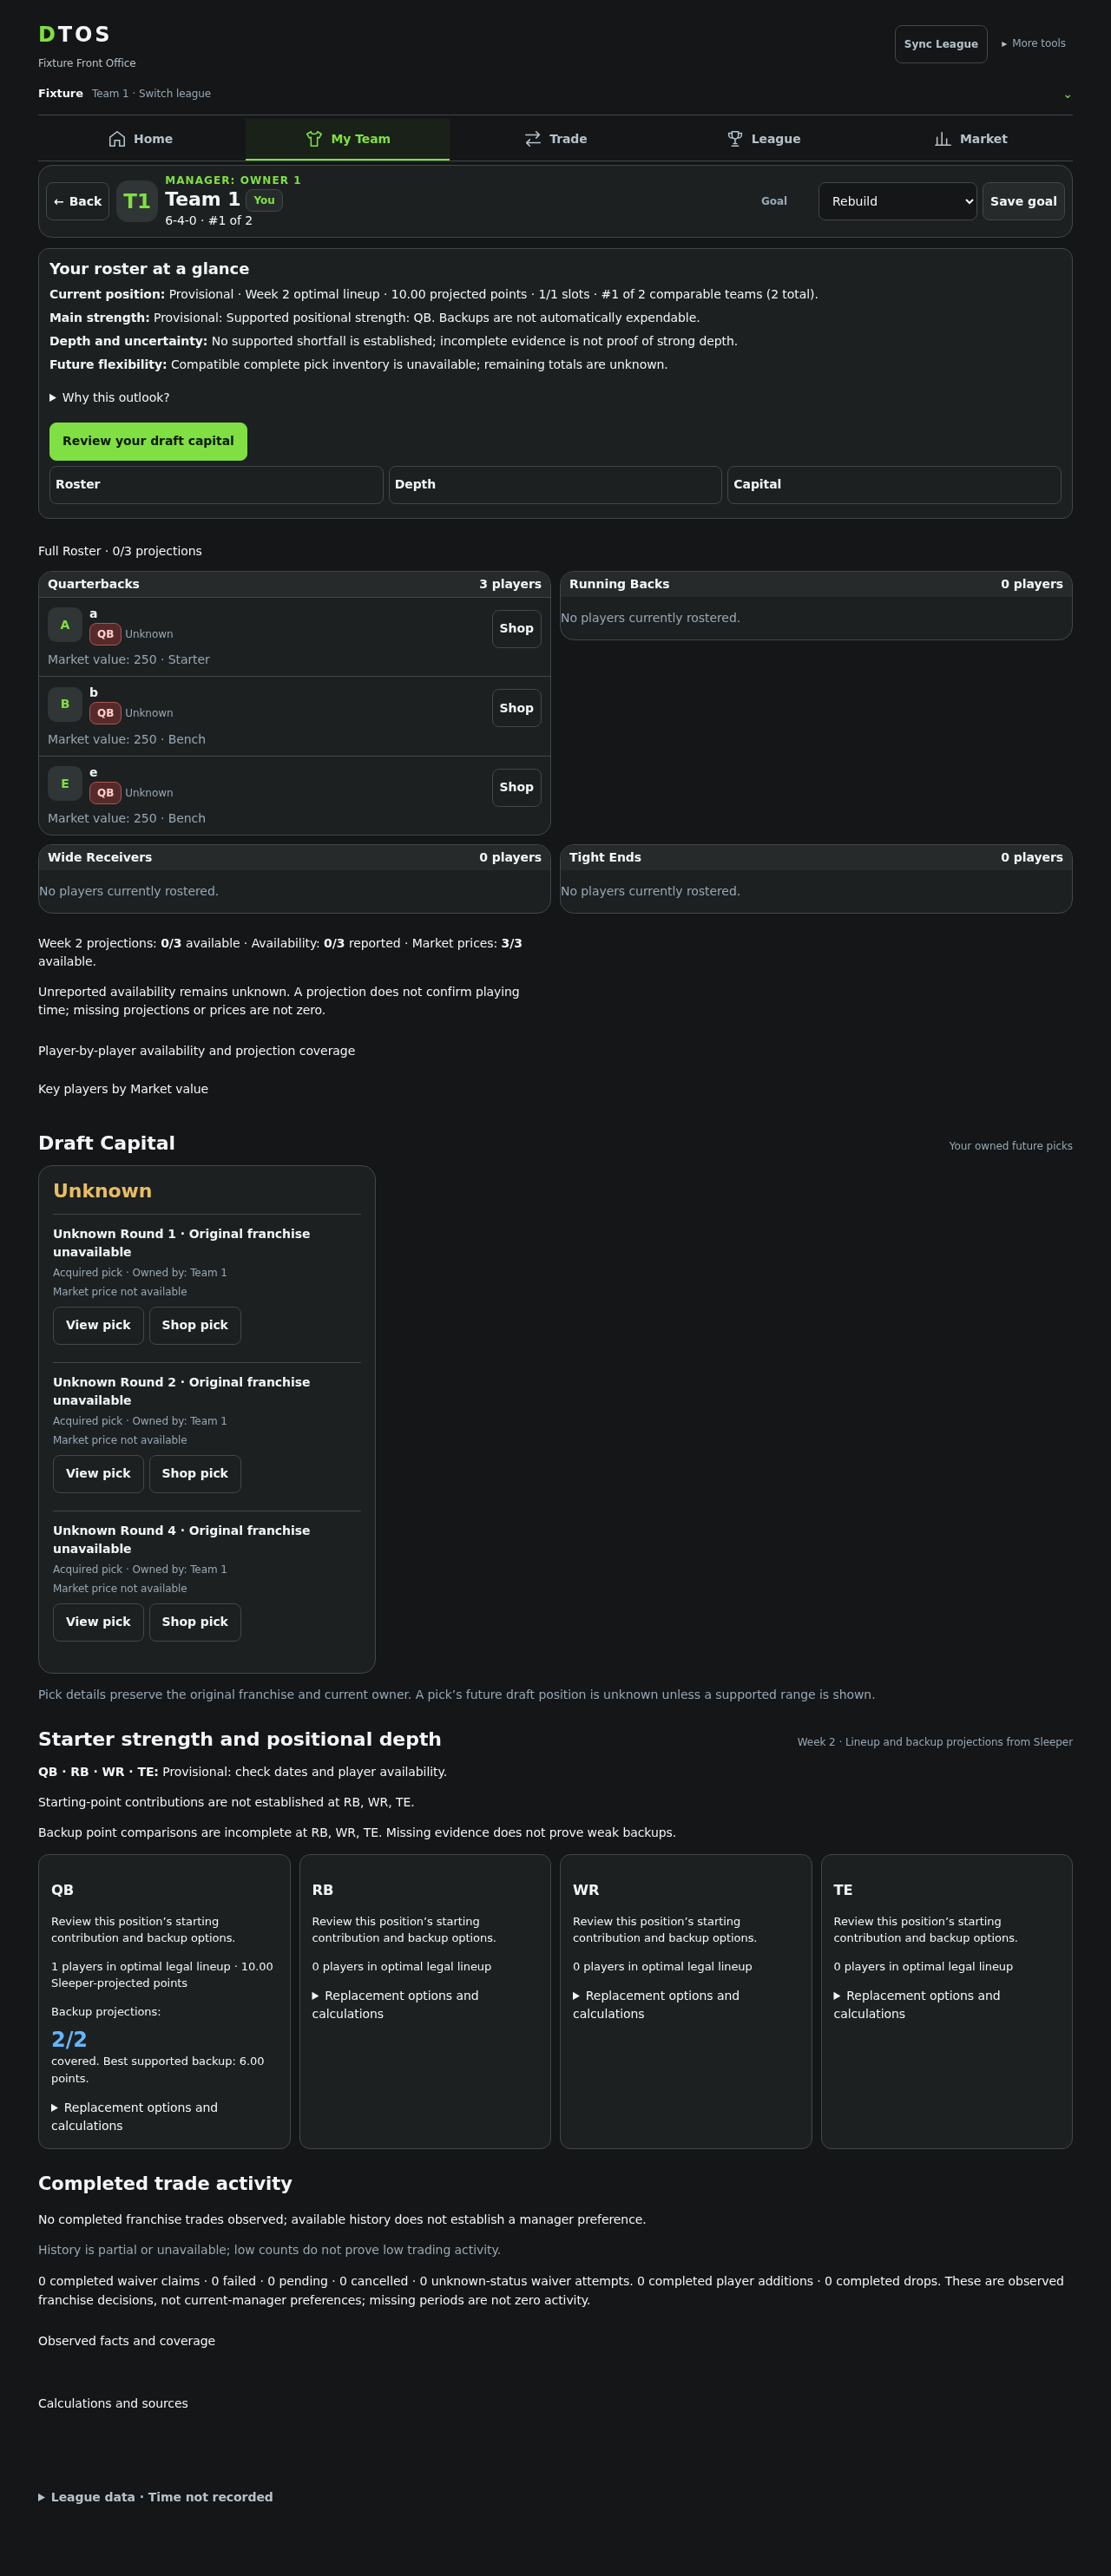 DTOS
Fixture Front Office
Sync League
▸ More tools
Fixture Team 1 · Switch league
Home
My Team
Trade
League
Market
← Back
T1
MANAGER: OWNER 1
Team 1 You
6-4-0 · #1 of 2
Goal
Rebuild
Save goal
Your roster at a glance
Current position: Provisional · Week 2 optimal lineup · 10.00 projected points · 1/1 slots · #1 of 2 comparable teams (2 total).
Main strength: Provisional: Supported positional strength: QB. Backups are not automatically expendable.
Depth and uncertainty: No supported shortfall is established; incomplete evidence is not proof of strong depth.
Future flexibility: Compatible complete pick inventory is unavailable; remaining totals are unknown.
▶ Why this outlook?
Review your draft capital
Roster
Depth
Capital
Full Roster · 0/3 projections
Quarterbacks 3 players
A
a
QB Unknown
Shop
Market value: 250 · Starter
B
b
QB Unknown
Shop
Market value: 250 · Bench
E
e
QB Unknown
Shop
Market value: 250 · Bench
Running Backs 0 players
No players currently rostered.
Wide Receivers 0 players
No players currently rostered.
Tight Ends 0 players
No players currently rostered.
Week 2 projections: 0/3 available · Availability: 0/3 reported · Market prices: 3/3
available.
Unreported availability remains unknown. A projection does not confirm playing
time; missing projections or prices are not zero.
Player-by-player availability and projection coverage
Key players by Market value
Draft Capital
Your owned future picks
Unknown
Unknown Round 1 · Original franchise
unavailable
Acquired pick · Owned by: Team 1
Market price not available
View pick
Shop pick
Unknown Round 2 · Original franchise
unavailable
Acquired pick · Owned by: Team 1
Market price not available
View pick
Shop pick
Unknown Round 4 · Original franchise
unavailable
Acquired pick · Owned by: Team 1
Market price not available
View pick
Shop pick
Pick details preserve the original franchise and current owner. A pick’s future draft position is unknown unless a supported range is shown.
Starter strength and positional depth
Week 2 · Lineup and backup projections from Sleeper
QB · RB · WR · TE: Provisional: check dates and player availability.
Starting-point contributions are not established at RB, WR, TE.
Backup point comparisons are incomplete at RB, WR, TE. Missing evidence does not prove weak backups.
QB
Review this position’s starting
contribution and backup options.
1 players in optimal legal lineup · 10.00
Sleeper-projected points
Backup projections:
2/2
covered. Best supported backup: 6.00
points.
▶ Replacement options and
calculations
RB
Review this position’s starting
contribution and backup options.
0 players in optimal legal lineup
▶ Replacement options and
calculations
WR
Review this position’s starting
contribution and backup options.
0 players in optimal legal lineup
▶ Replacement options and
calculations
TE
Review this position’s starting
contribution and backup options.
0 players in optimal legal lineup
▶ Replacement options and
calculations
Completed trade activity
No completed franchise trades observed; available history does not establish a manager preference.
History is partial or unavailable; low counts do not prove low trading activity.
0 completed waiver claims · 0 failed · 0 pending · 0 cancelled · 0 unknown-status waiver attempts. 0 completed player additions · 0 completed drops. These are observed
franchise decisions, not current-manager preferences; missing periods are not zero activity.
Observed facts and coverage
Calculations and sources
▶ League data · Time not recorded